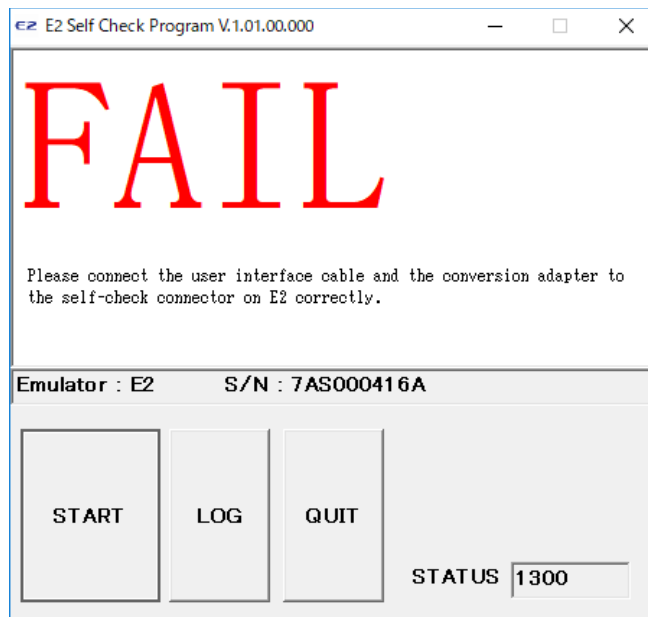 E2 E2 Self Check Program V.1.01.00.000
FAIL
Please connect the user interface cable and the conversion adapter to
the self-check connector on E2 correctly.
Emulator : E2 S/N : 7AS000416A
START LOG QUIT
STATUS 1300